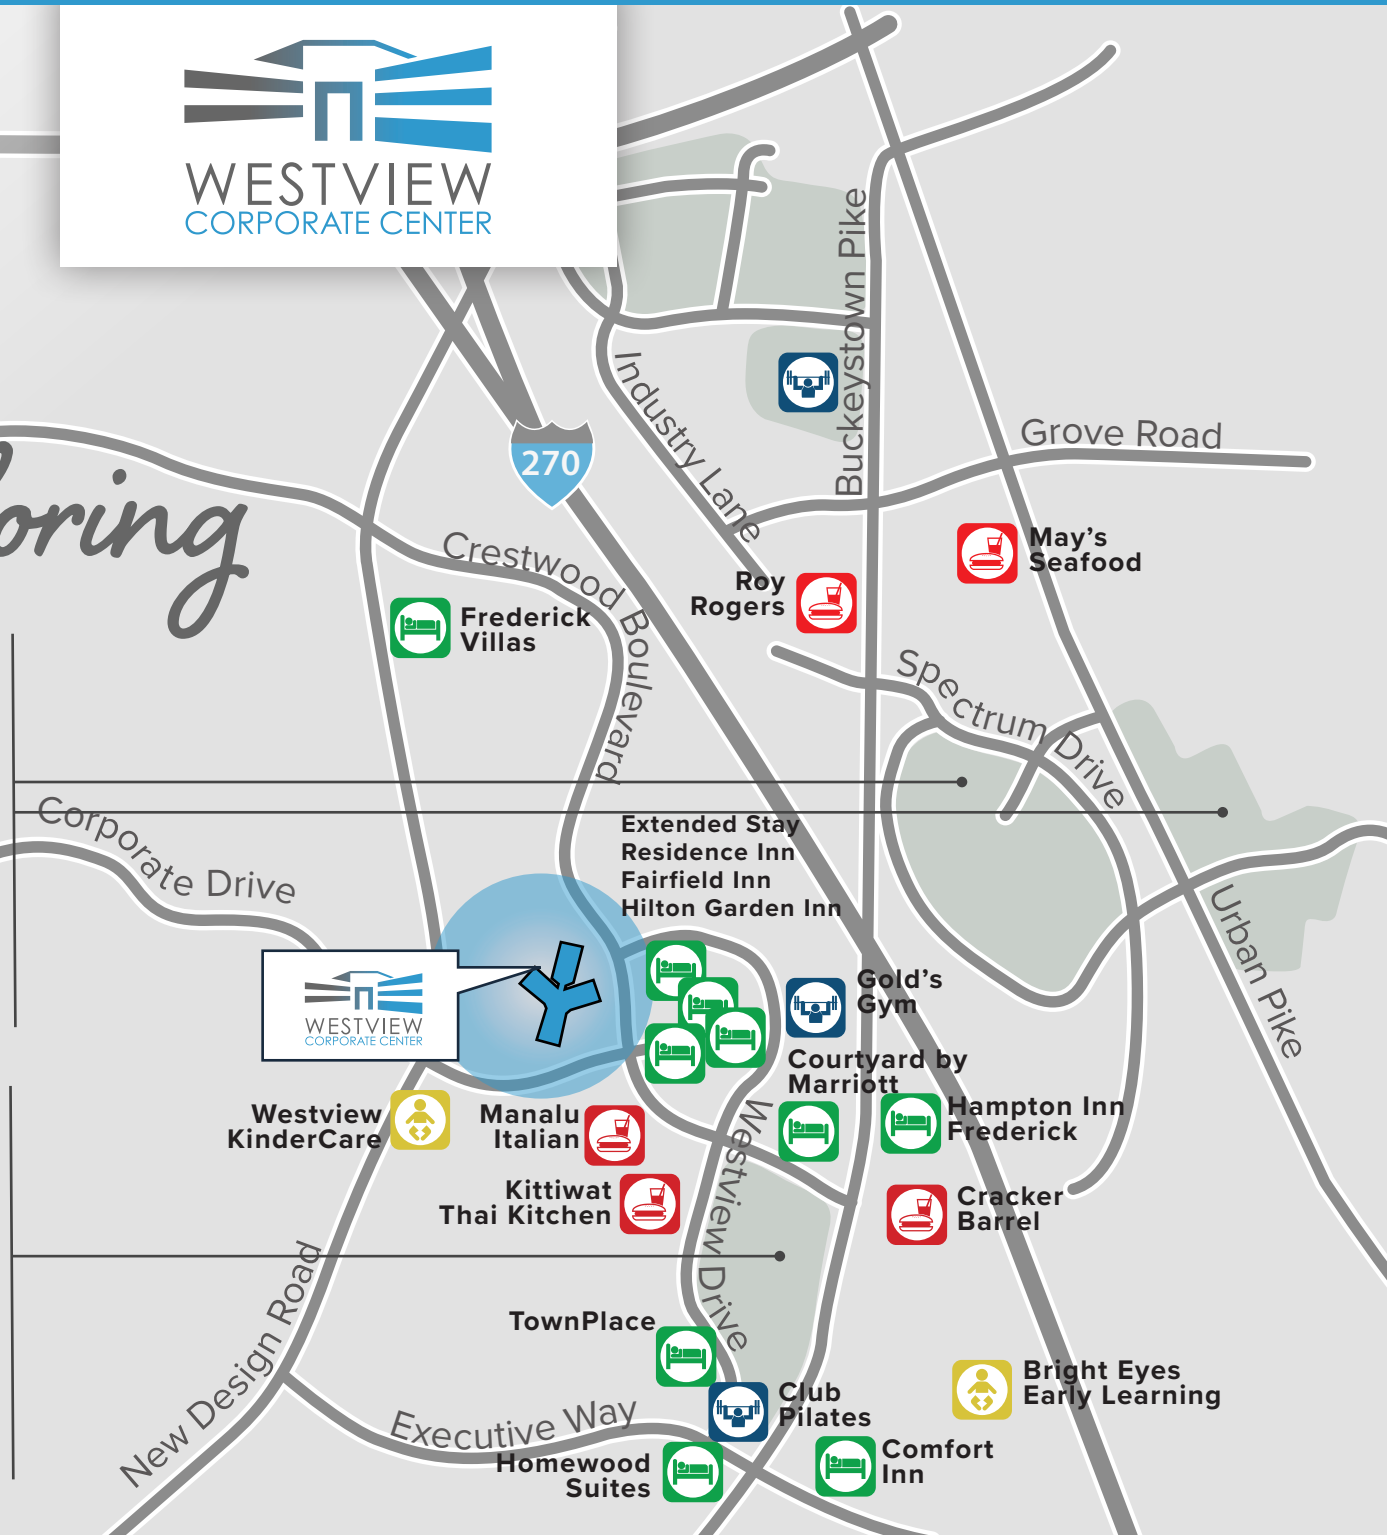 WESTVIEW
CORPORATE CENTER
Buckeystown Pike
Industry Lane
270
Grove Road
oring
Crestwood Boulevard
May's
Seafood
Roy
Rogers
Frederick
Villas
Spectrum Drive
Corporate Drive
Extended Stay
Residence Inn
Fairfield Inn
Hilton Garden Inn
Urban Pike
WESTVIEW
CORPORATE CENTER
Gold's
Gym
Courtyard by
Marriott
Westview
KinderCare
Manalu
Italian
Hampton Inn
Frederick
Kittiwat
Thai Kitchen
Westview Drive
Cracker
Barrel
New Design Road
TownPlace
Bright Eyes
Early Learning
Club
Pilates
Executive Way
Homewood
Suites
Comfort
Inn